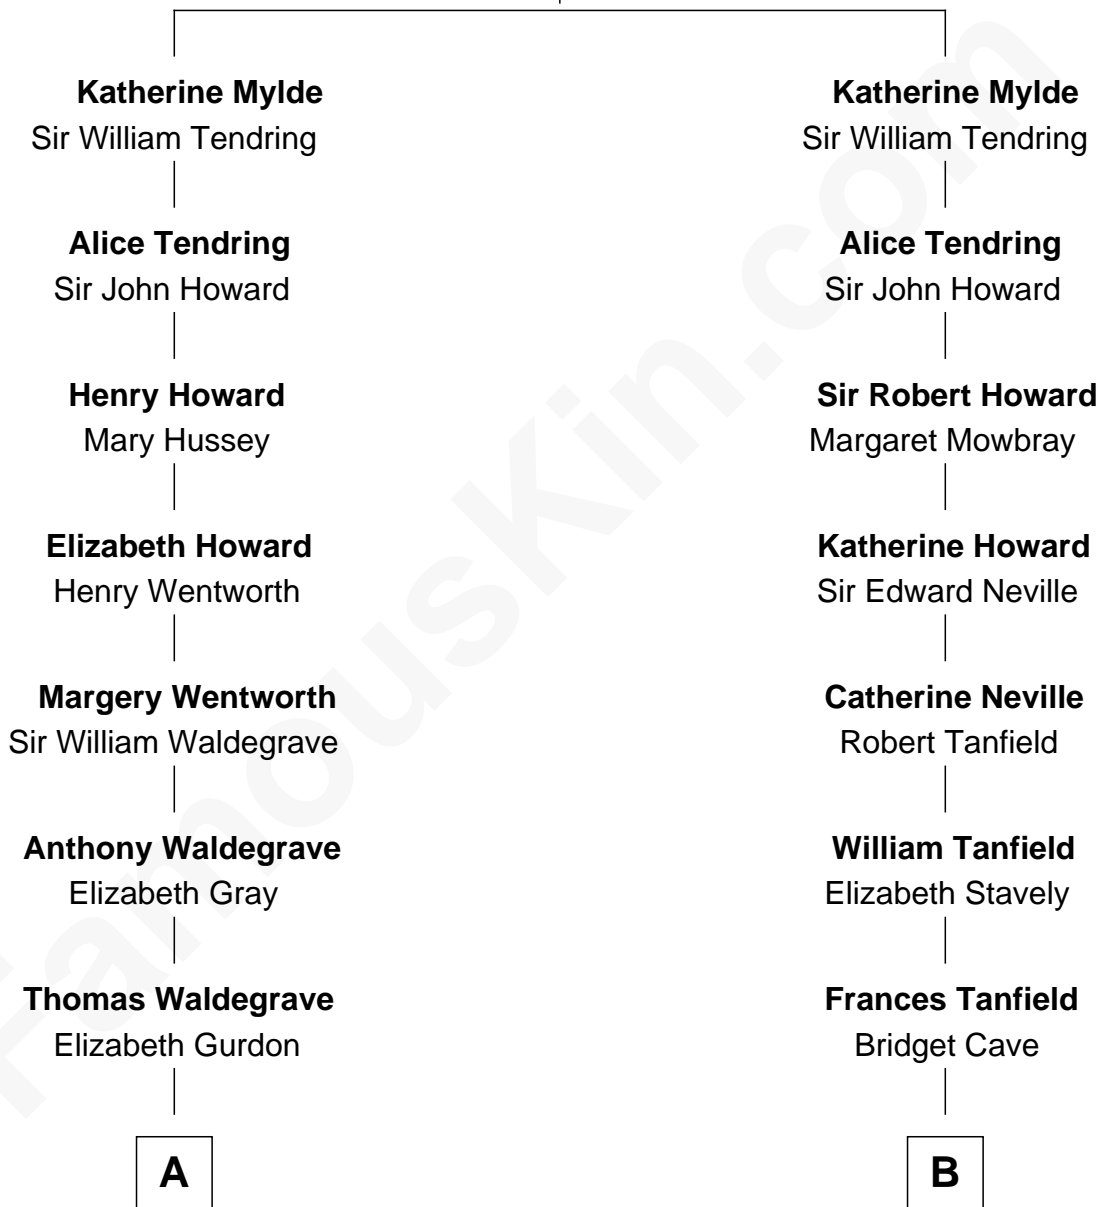 Katherine Mylde
Sir William Tendring
Alice Tendring
Sir John Howard
Henry Howard
Mary Hussey
Elizabeth Howard
Henry Wentworth
Margery Wentworth
Sir William Waldegrave
Anthony Waldegrave
Elizabeth Gray
Thomas Waldegrave
Elizabeth Gurdon
A
Katherine Mylde
Sir William Tendring
Alice Tendring
Sir John Howard
Sir Robert Howard
Margaret Mowbray
Katherine Howard
Sir Edward Neville
Catherine Neville
Robert Tanfield
William Tanfield
Elizabeth Stavely
Frances Tanfield
Bridget Cave
B
FamousKin.com